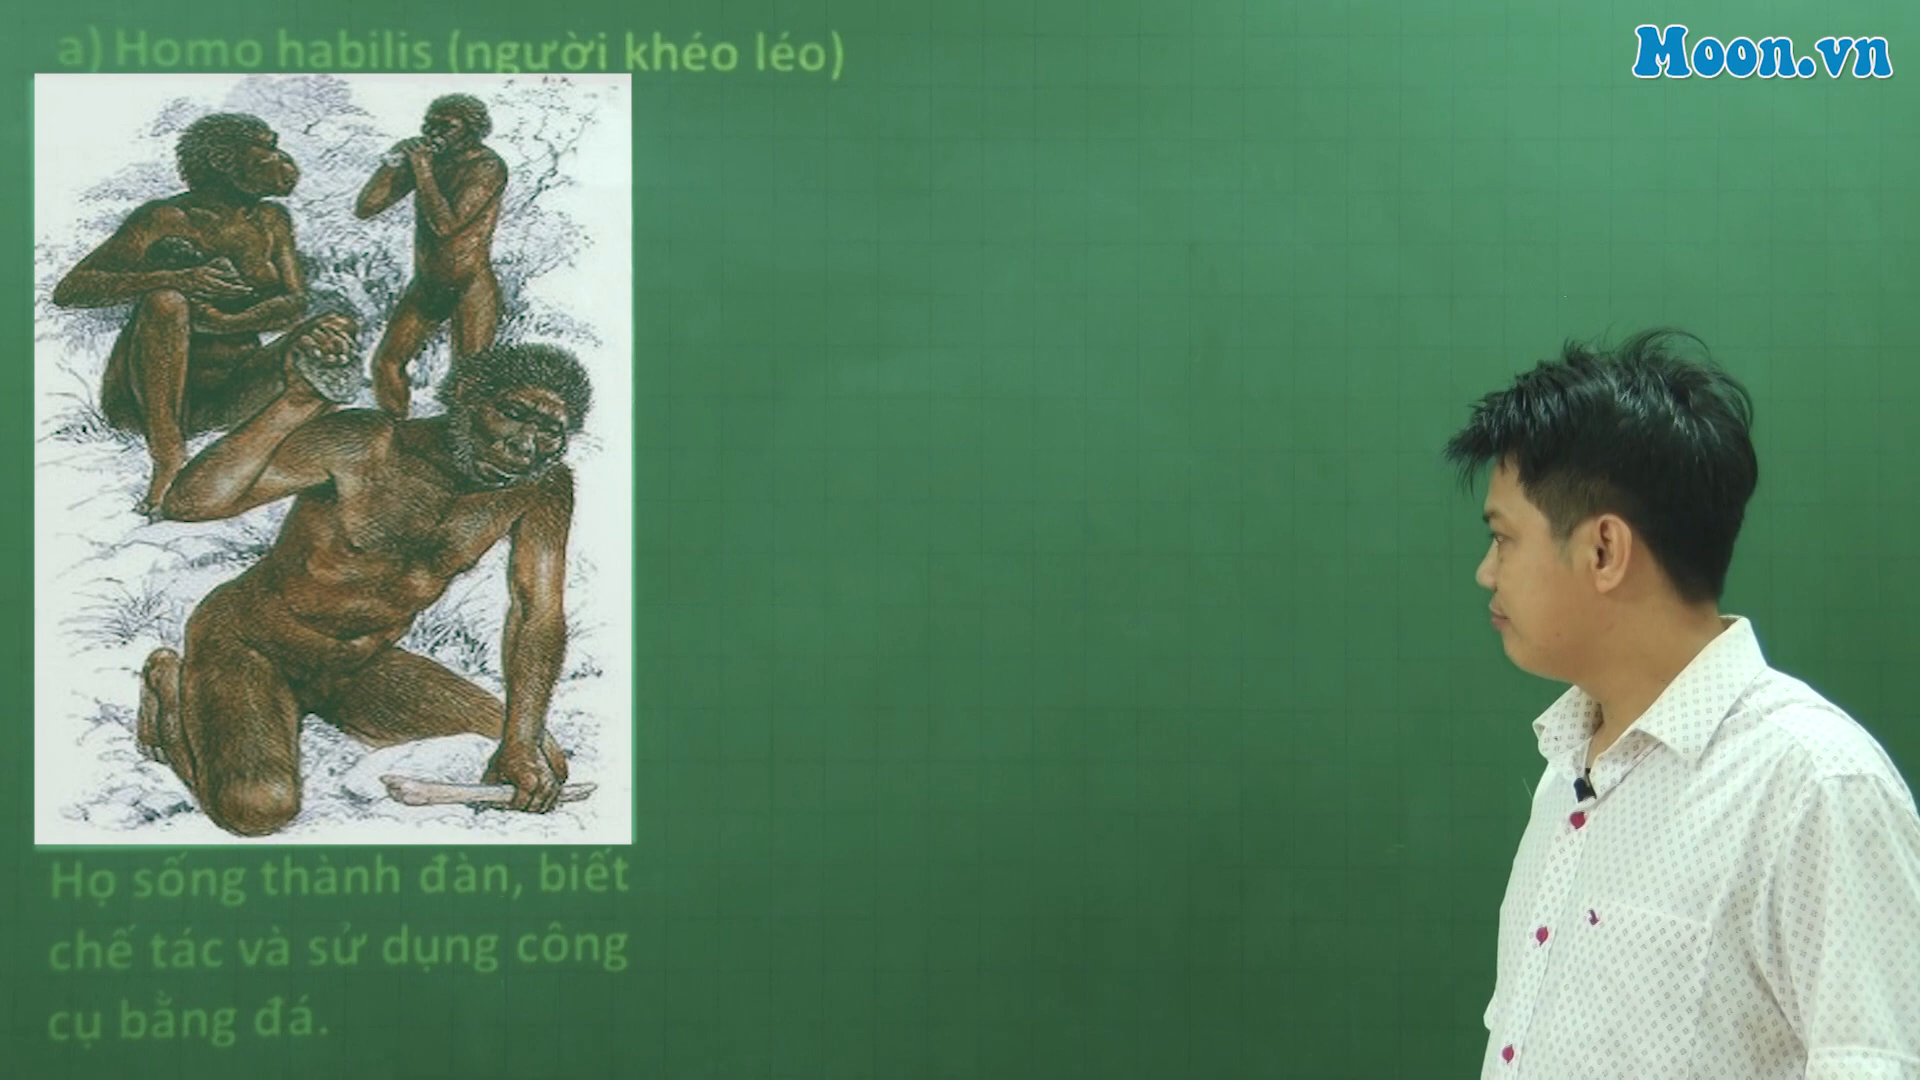 a) Homo habilis (người khéo léo)
Moon.vn
Họ sống thành đàn, biết
chế tác và sử dụng công
cụ bằng đá.